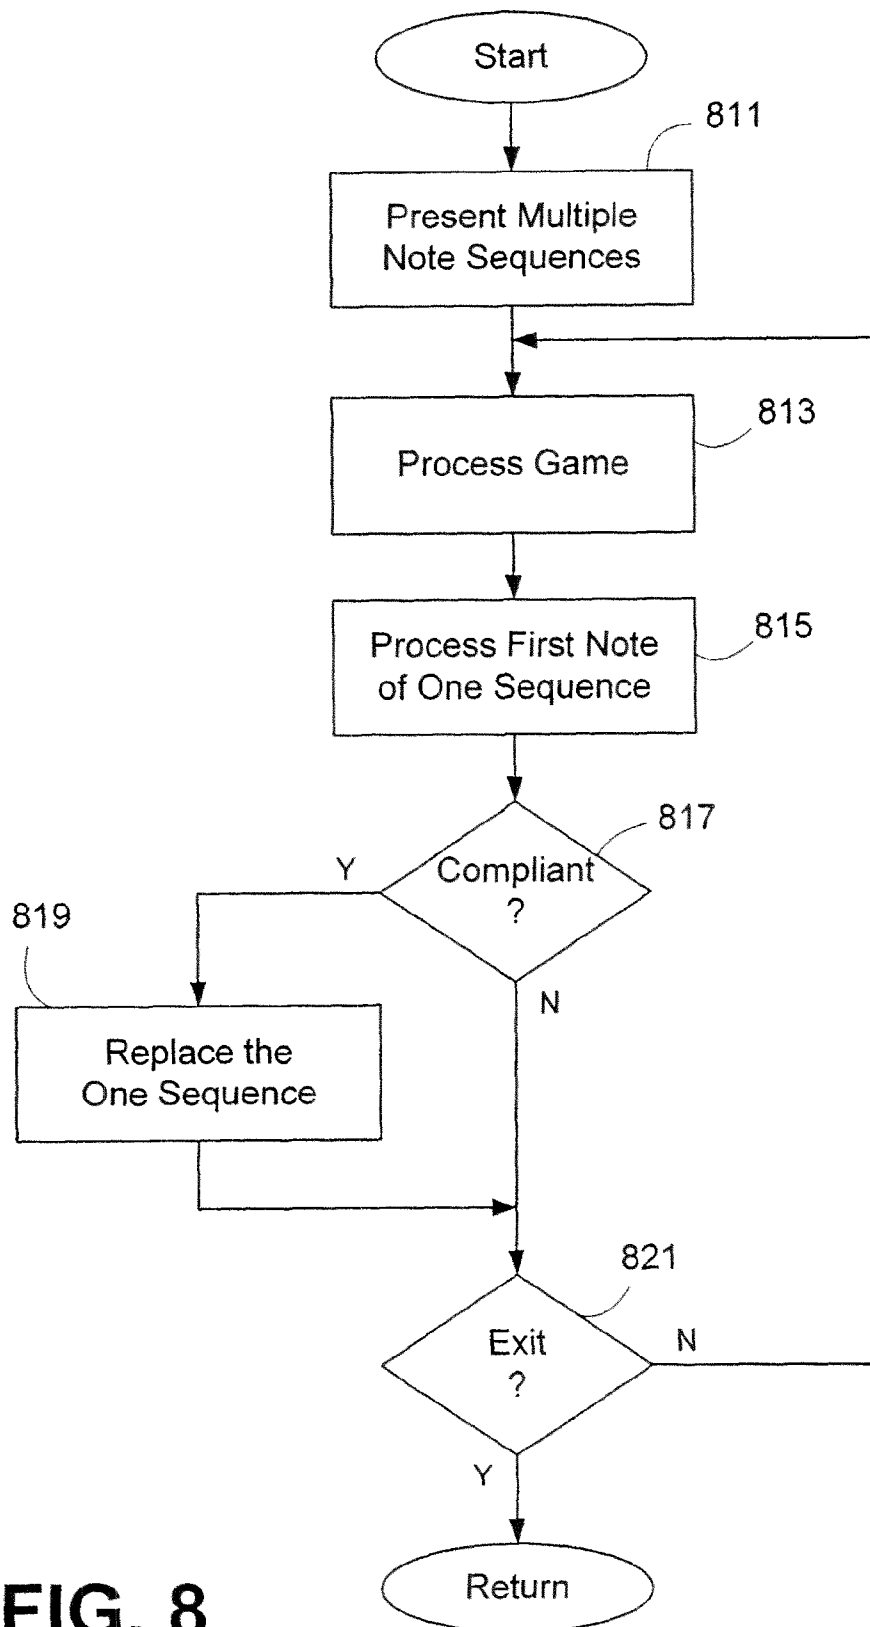 Start
811
Present Multiple
Note Sequences
813
Process Game
815
Process First Note
of One Sequence
817
Compliant
?
Y
N
819
Replace the
One Sequence
821
Exit
?
N
Y
Return
FIG. 8